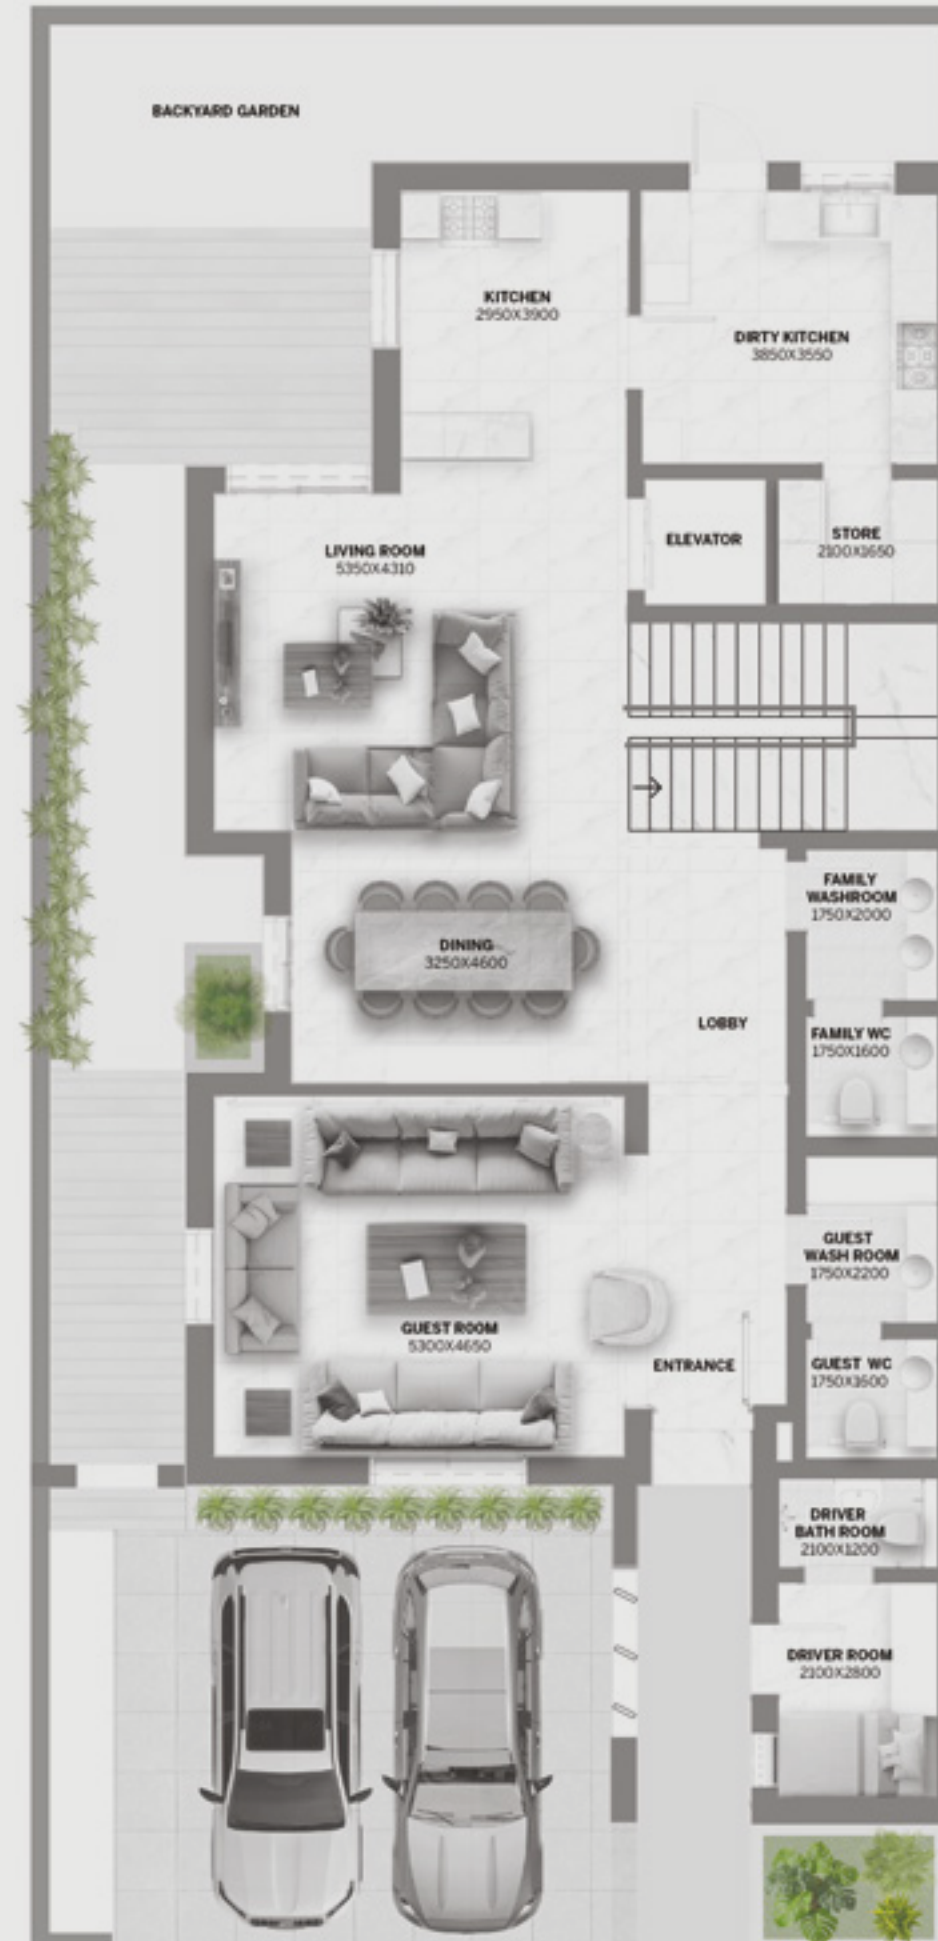 BACKYARD GARDEN
KITCHEN
2950X3900
DIRTY KITCHEN
3850X3550
ELEVATOR
STORE
2100X1650
LIVING ROOM
5350X4310
FAMILY
WASHROOM
1750X2000
DINING
3250X4600
LOBBY
FAMILY WC
1750X1600
GUEST
WASH ROOM
1750X2200
GUEST ROOM
5300X4650
ENTRANCE
GUEST WC
1750X1600
DRIVER
BATH ROOM
2100X1200
DRIVER ROOM
2100X2800